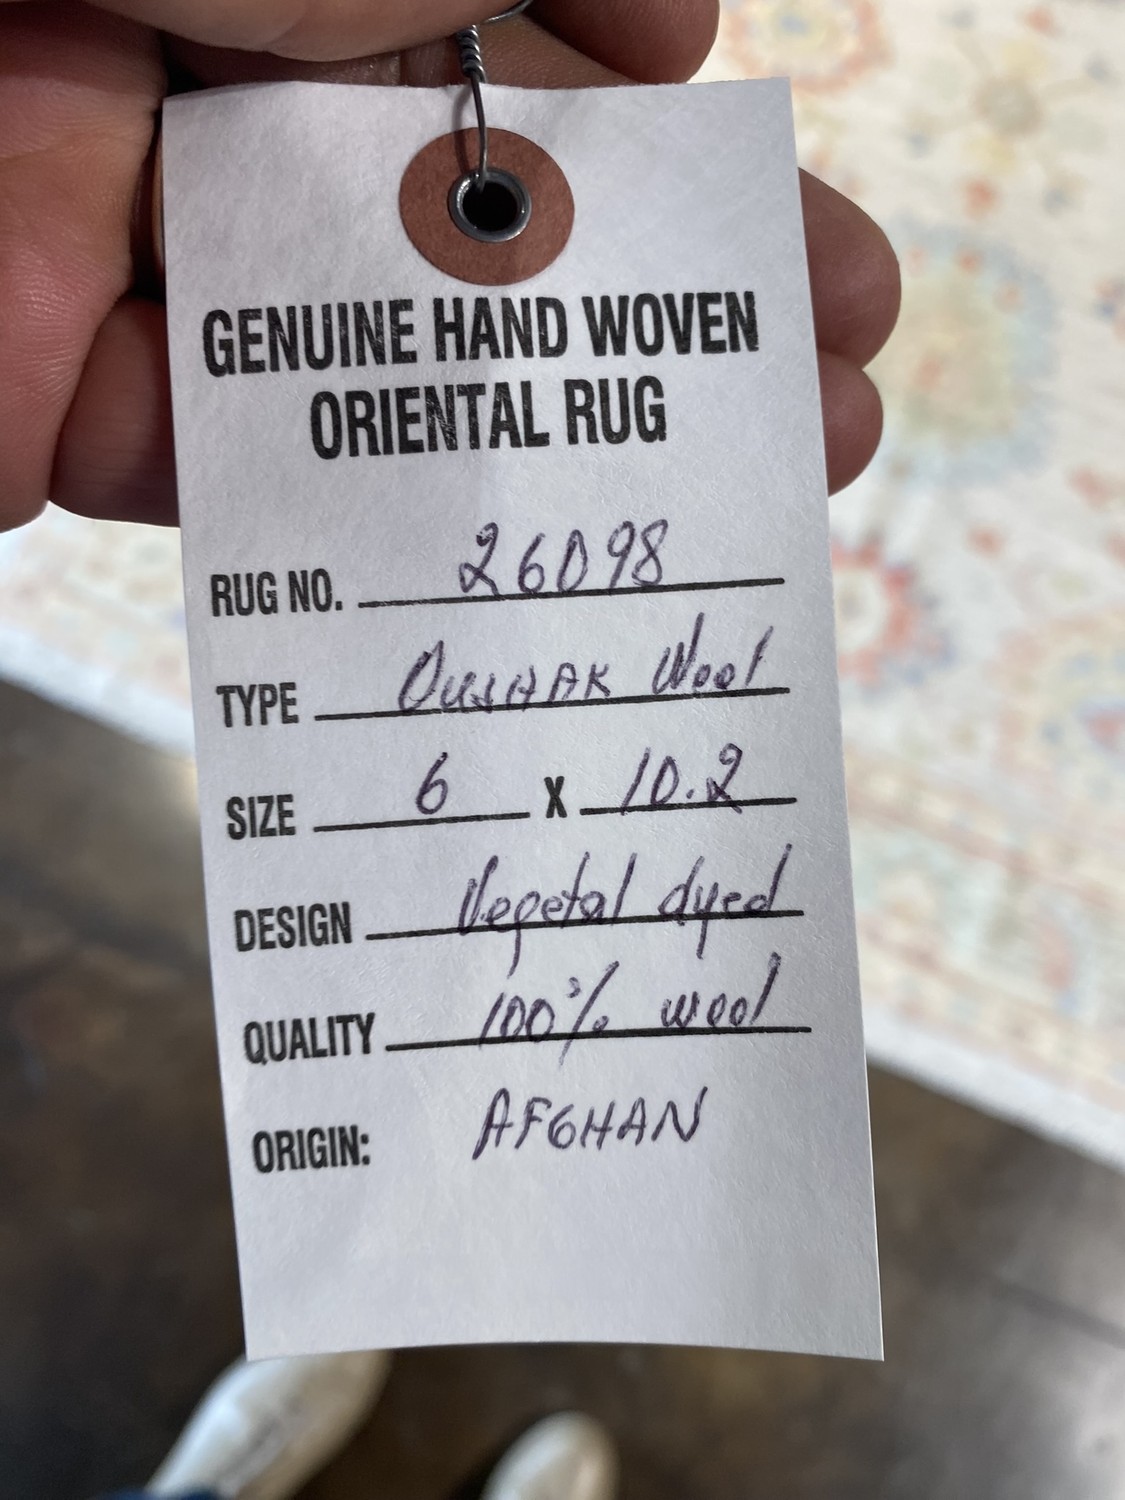 GENUINE HAND WOVEN
ORIENTAL RUG
RUG NO. 26098
TYPE Oushak Wool
SIZE 6 X 10.2
DESIGN Vegetal dyed
QUALITY 100% wool
ORIGIN: AFGHAN